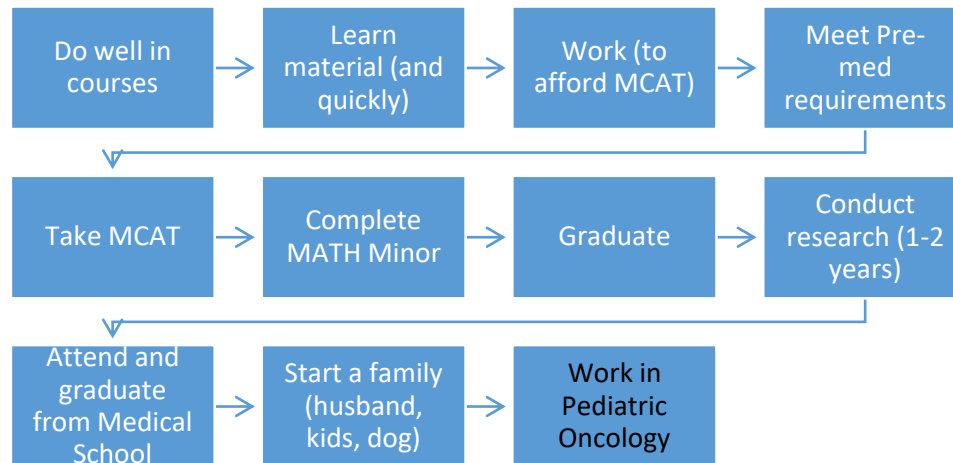 Do well in
courses
Learn
material (and
quickly)
Work (to
afford MCAT)
Meet Pre-
med
requirements
Take MCAT
Complete
MATH Minor
Graduate
Conduct
research (1-2
years)
Attend and
graduate
from Medical
School
Start a family
(husband,
kids, dog)
Work in
Pediatric
Oncology